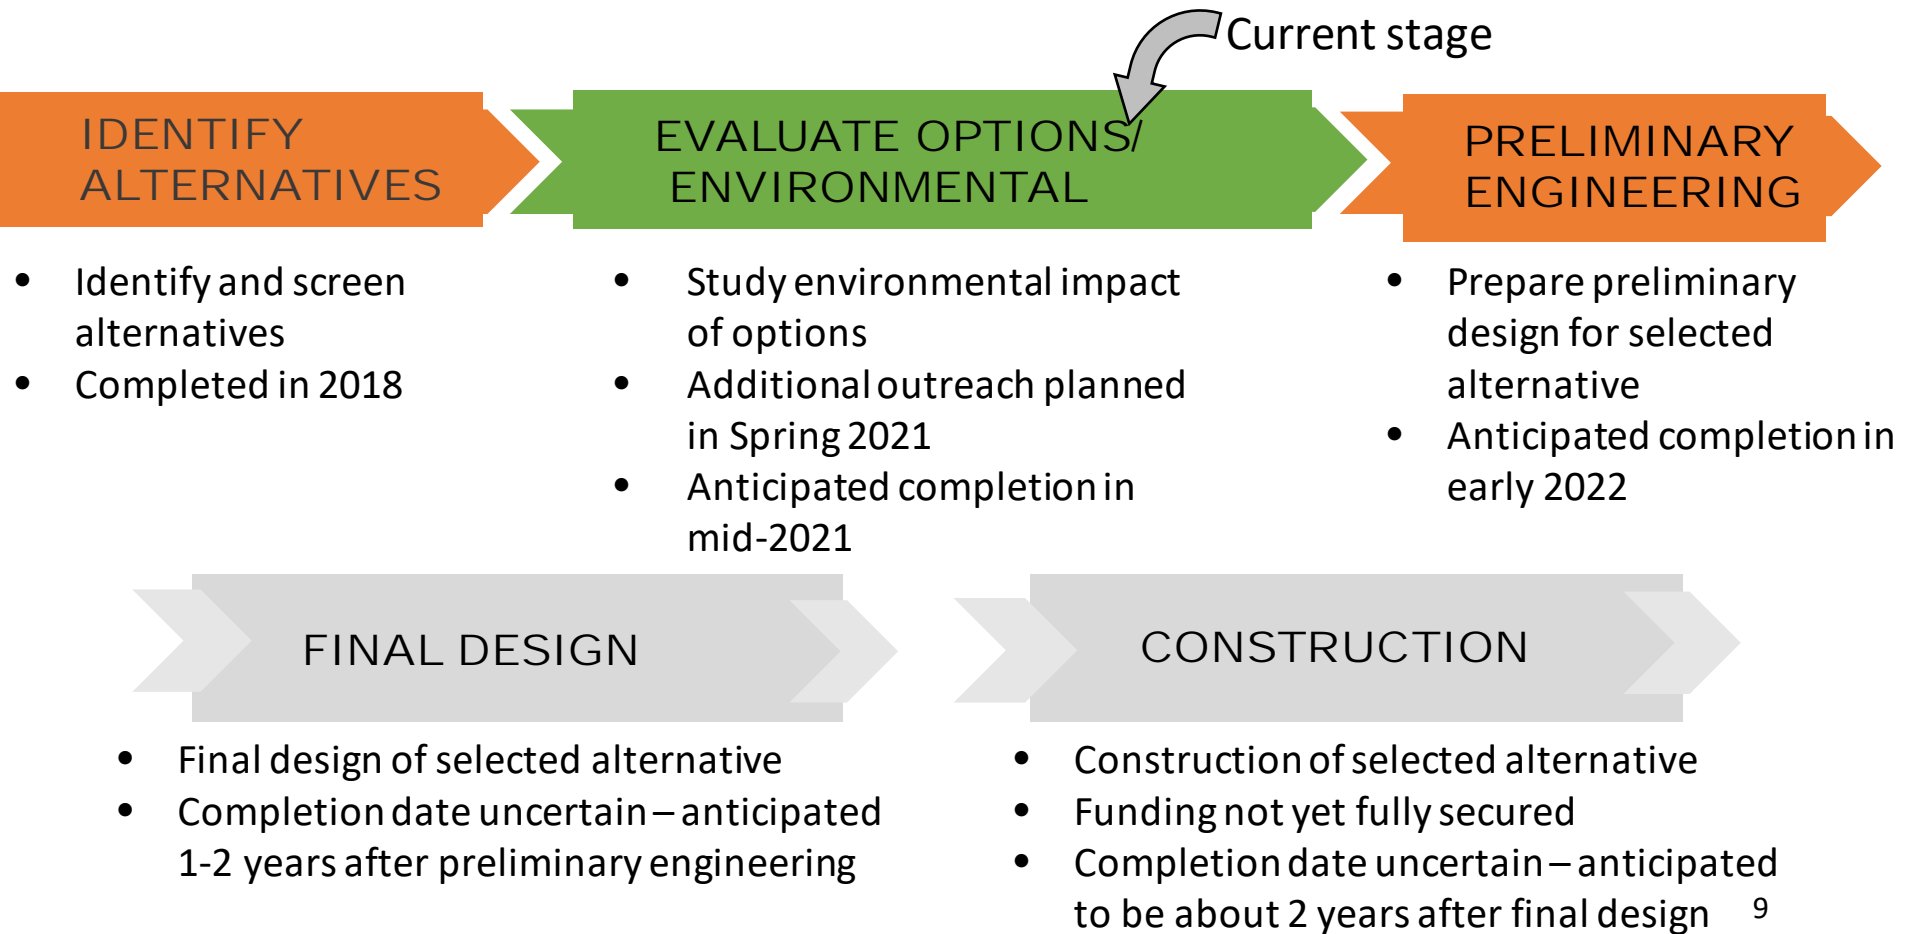 Current stage
IDENTIFY
ALTERNATIVES
EVALUATE OPTIONS/
ENVIRONMENTAL
PRELIMINARY
ENGINEERING
• Identify and screen
alternatives
• Completed in 2018
• Study environmental impact
of options
• Additional outreach planned
in Spring 2021
• Anticipated completion in
mid-2021
• Prepare preliminary
design for selected
alternative
• Anticipated completion in
early 2022
FINAL DESIGN
CONSTRUCTION
• Final design of selected alternative
• Completion date uncertain – anticipated
1-2 years after preliminary engineering
• Construction of selected alternative
• Funding not yet fully secured
• Completion date uncertain – anticipated
to be about 2 years after final design
9